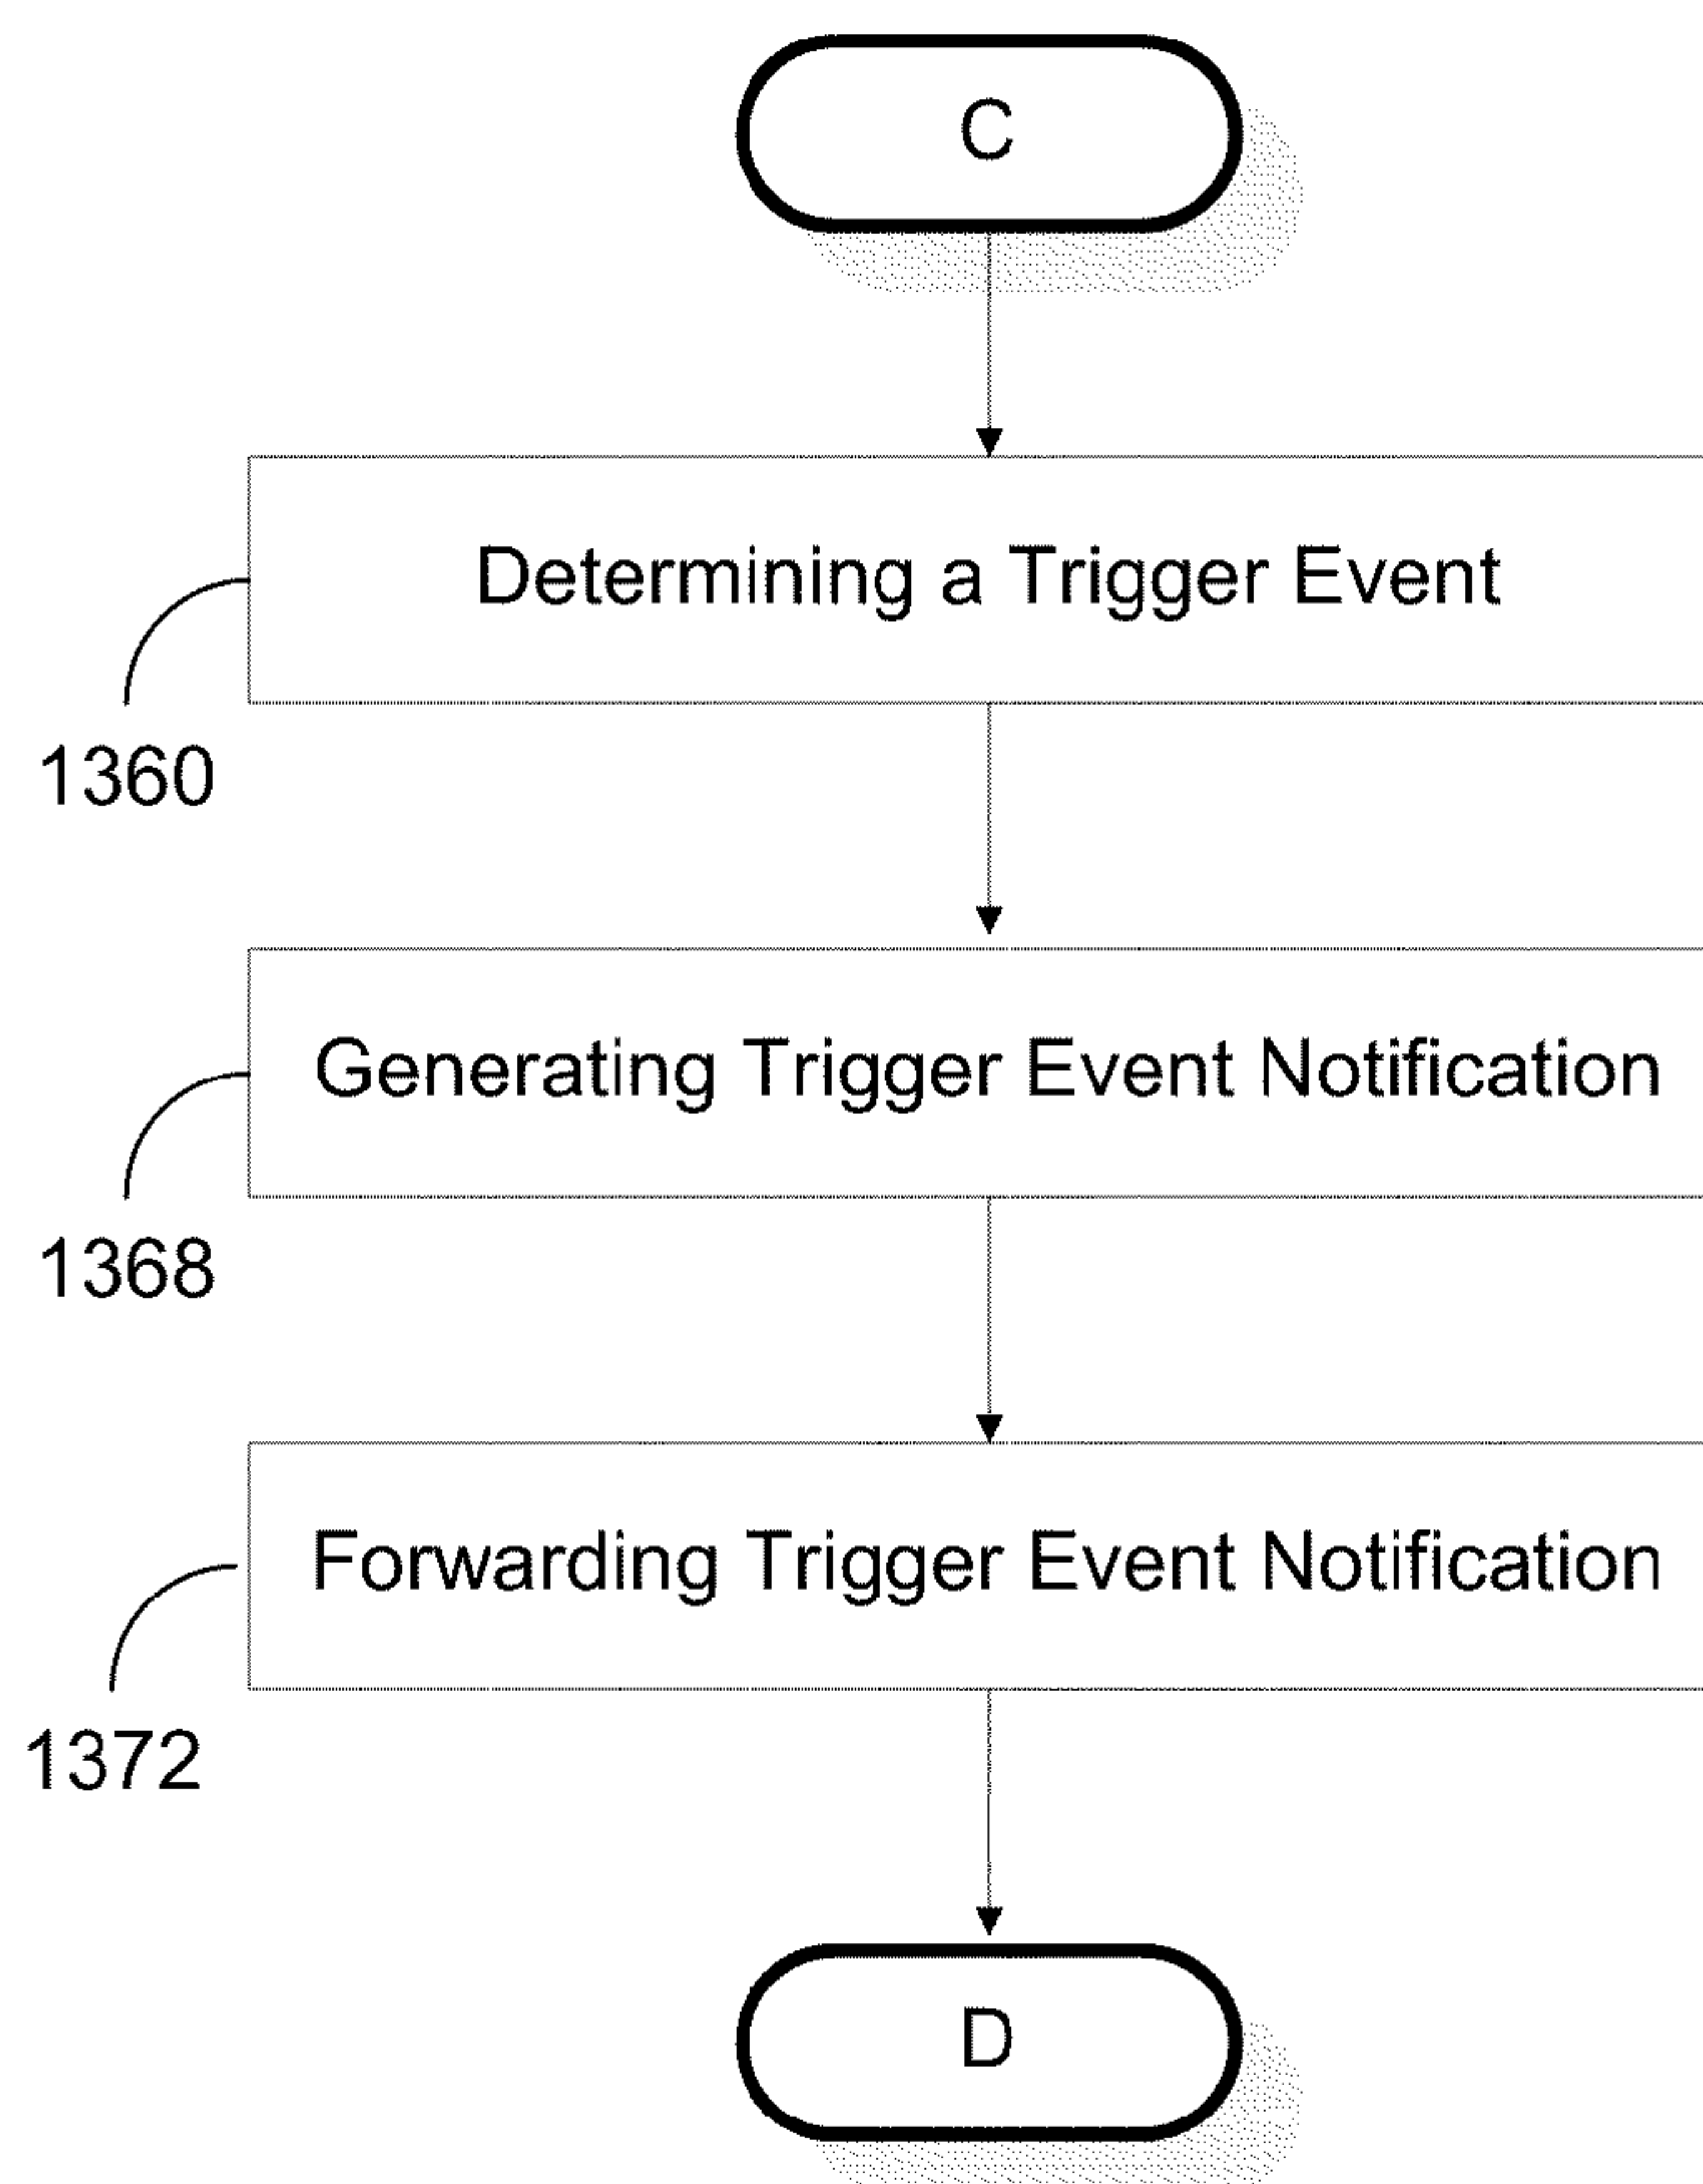 C
Determining a Trigger Event
1360
Generating Trigger Event Notification
1368
Forwarding Trigger Event Notification
1372
D